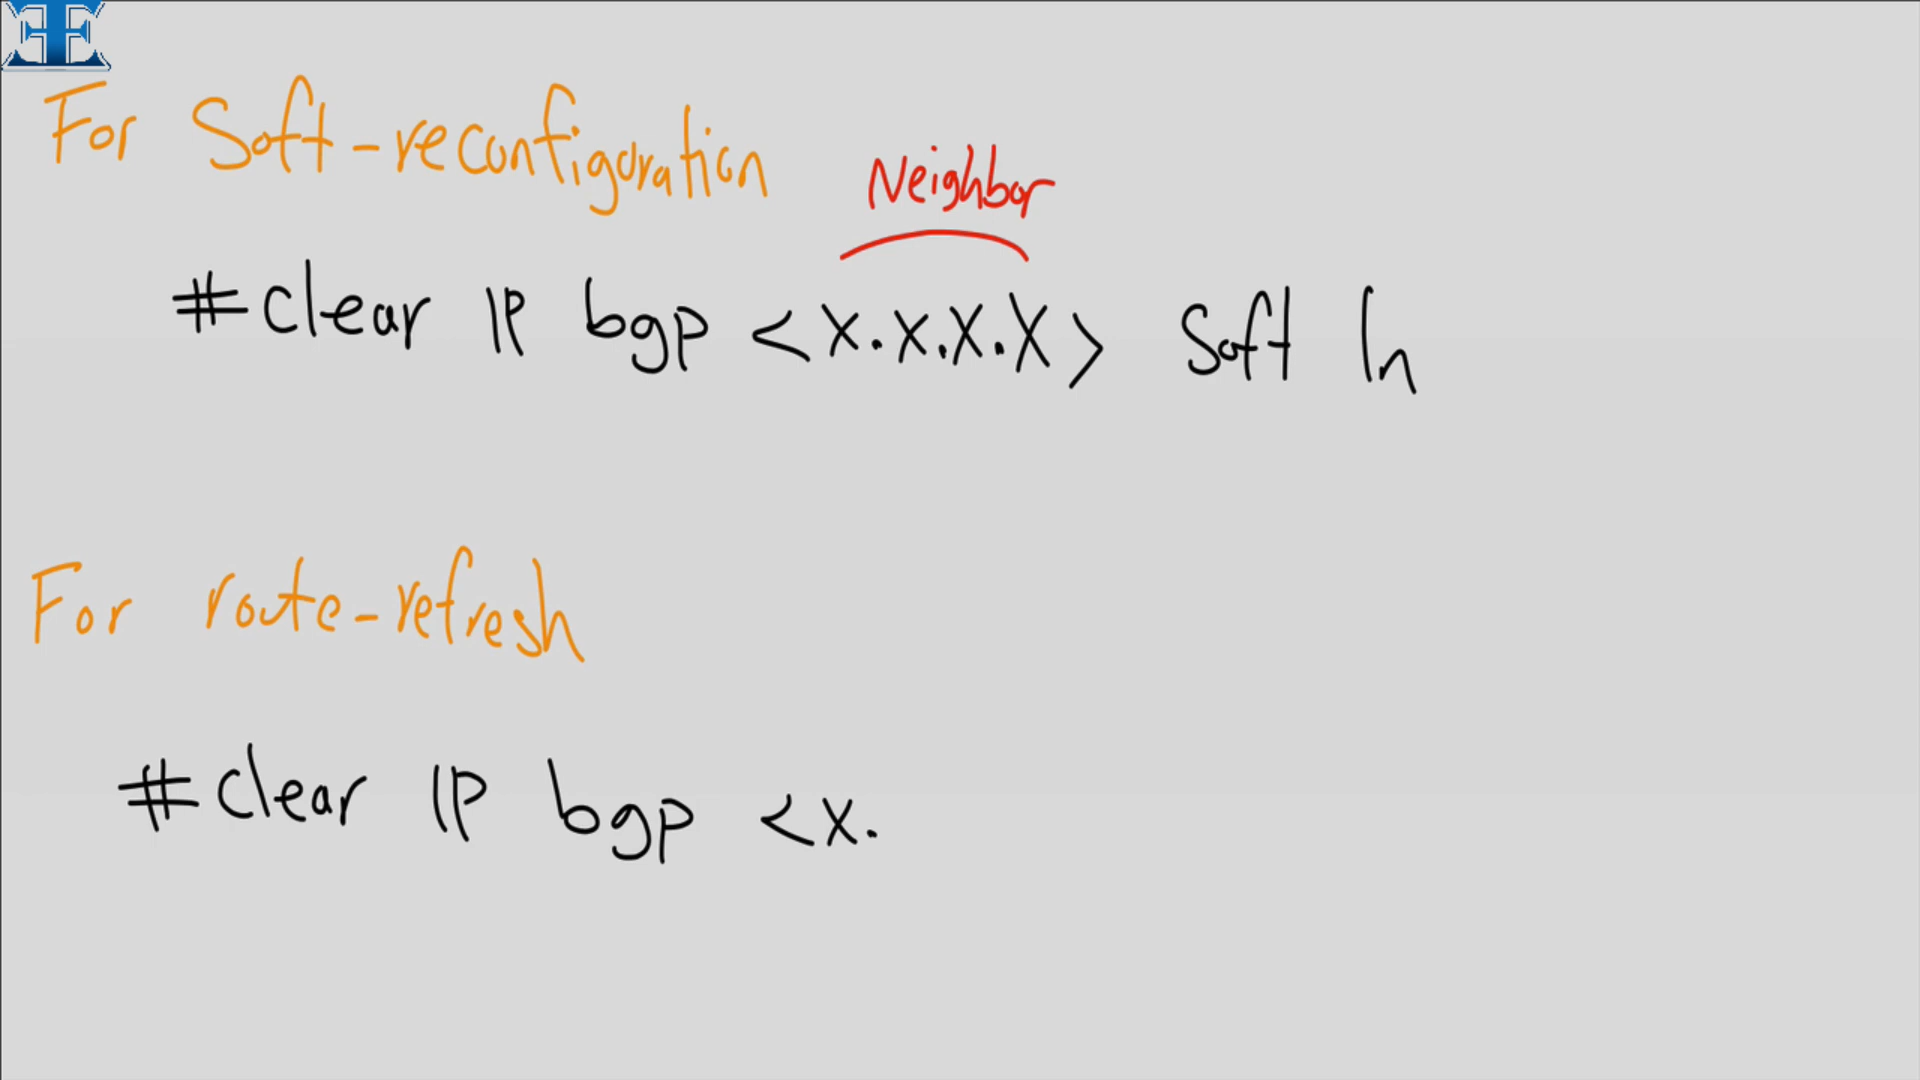 For Soft-reconfiguration
Neighbor
#clear IP bgp <x.x.x.x> Soft In
For route-refresh
#clear IP bgp <x.